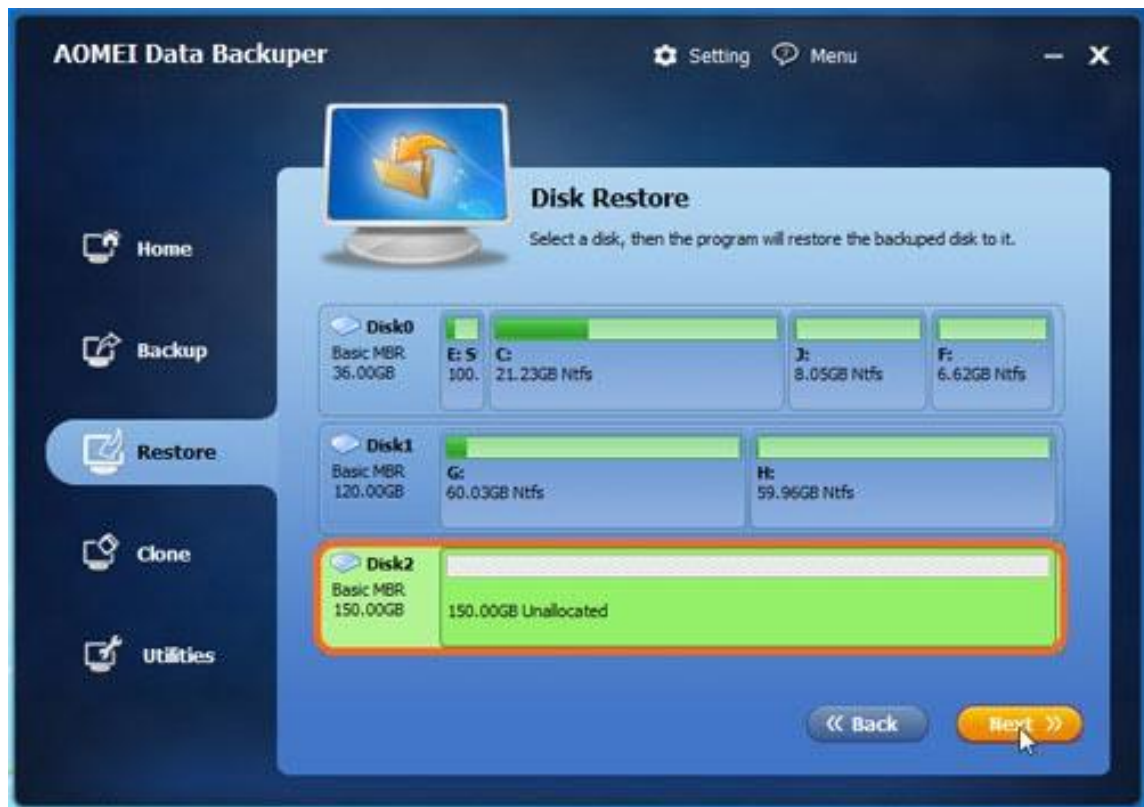 AOMEI Data Backuper
Setting Menu
Disk Restore
Select a disk, then the program will restore the backuped disk to it.
Home
Backup
Restore
Clone
Utilities
Disk0
Basic MBR
36.00GB
E: S
100.
C:
21.23GB Ntfs
J:
8.05GB Ntfs
F:
6.62GB Ntfs
Disk1
Basic MBR
120.00GB
G:
60.03GB Ntfs
H:
59.96GB Ntfs
Disk2
Basic MBR
150.00GB
150.00GB Unallocated
<< Back
Next >>